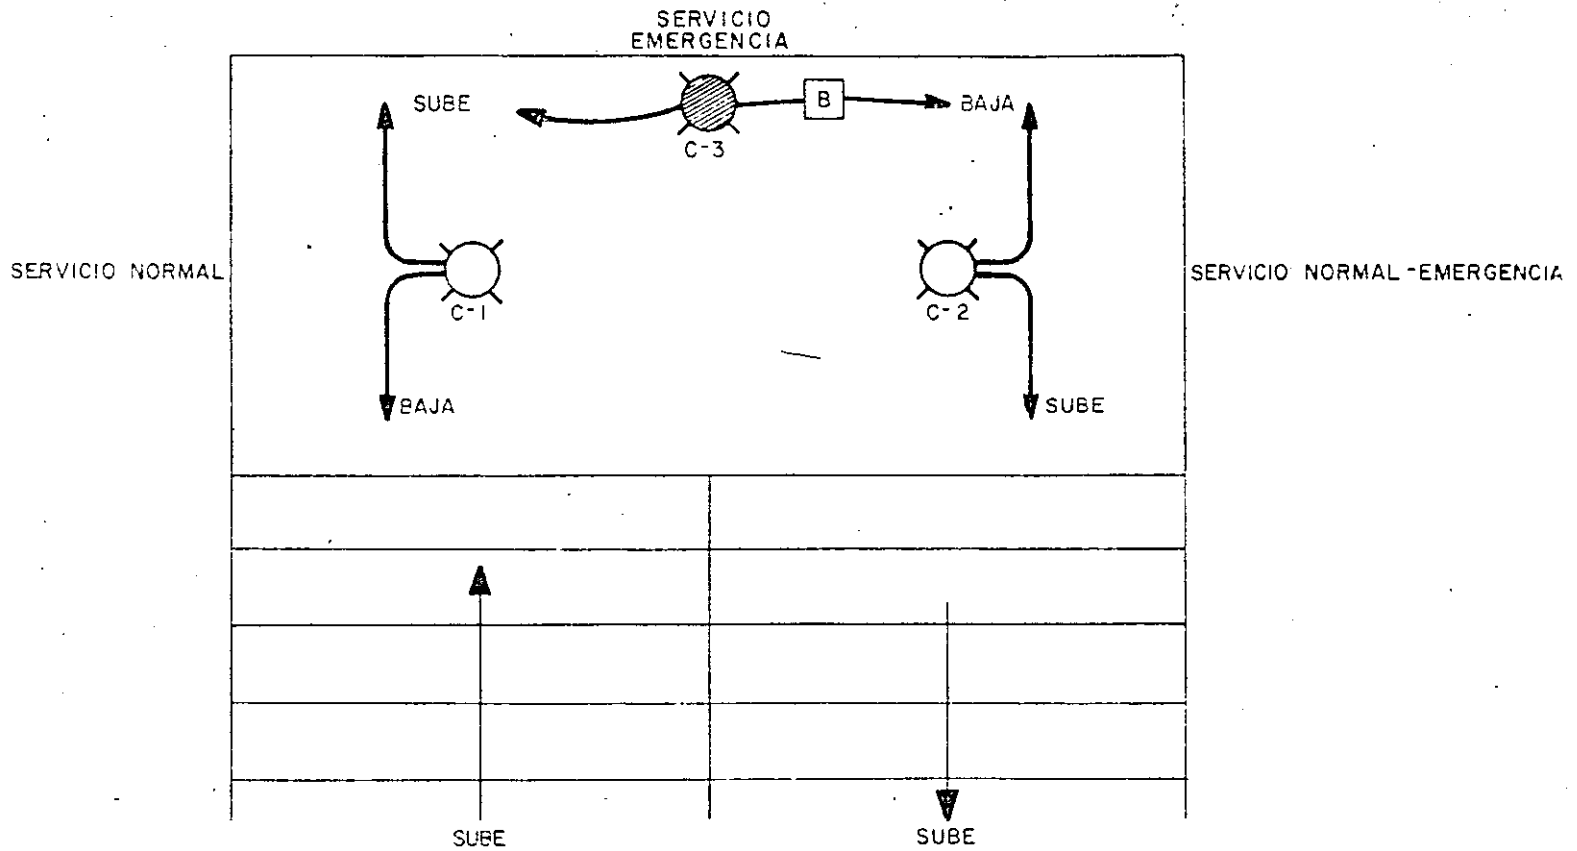 SERVICIO
EMERGENCIA
SUBE
B
BAJA
C-3
SERVICIO NORMAL
SERVICIO NORMAL-EMERGENCIA
C-1
C-2
BAJA
SUBE
SUBE
SUBE